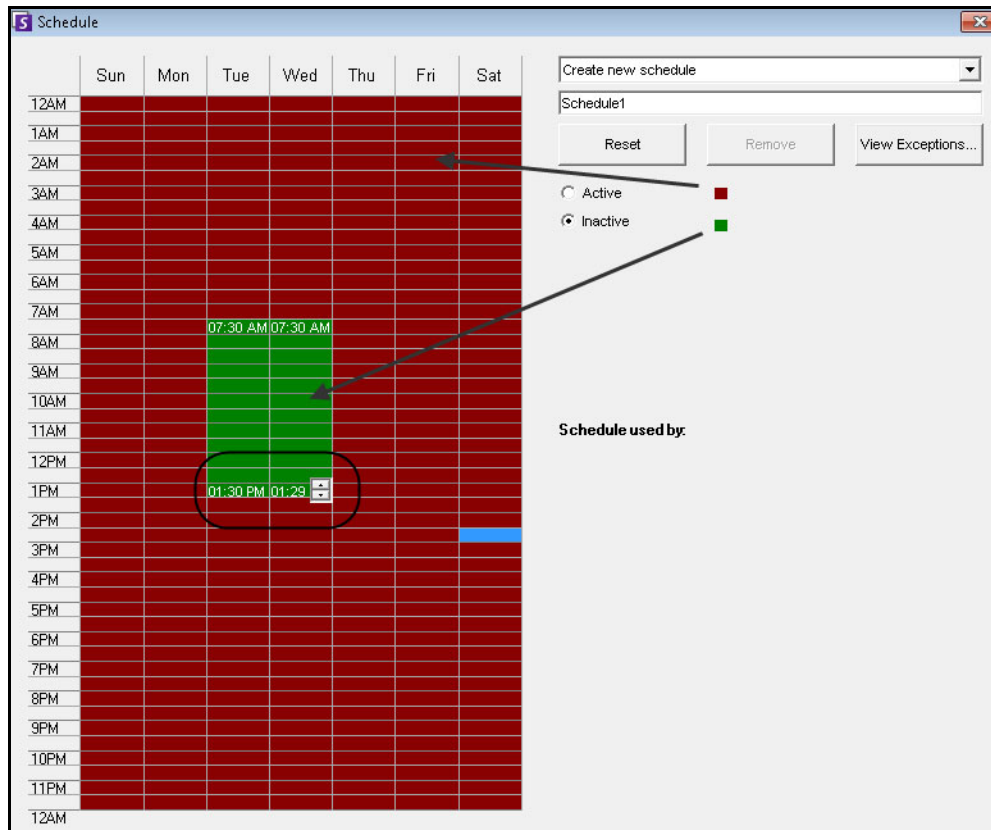 Schedule
Sun Mon Tue Wed Thu Fri Sat
Create new schedule
Schedule1
Reset Remove View Exceptions...
Active
Inactive
12AM
1AM
2AM
3AM
4AM
5AM
6AM
7AM
07:30 AM 07:30 AM
8AM
9AM
10AM
11AM
Schedule used by:
12PM
1PM 01:30 PM 01:29
2PM
3PM
4PM
5PM
6PM
7PM
8PM
9PM
10PM
11PM
12AM